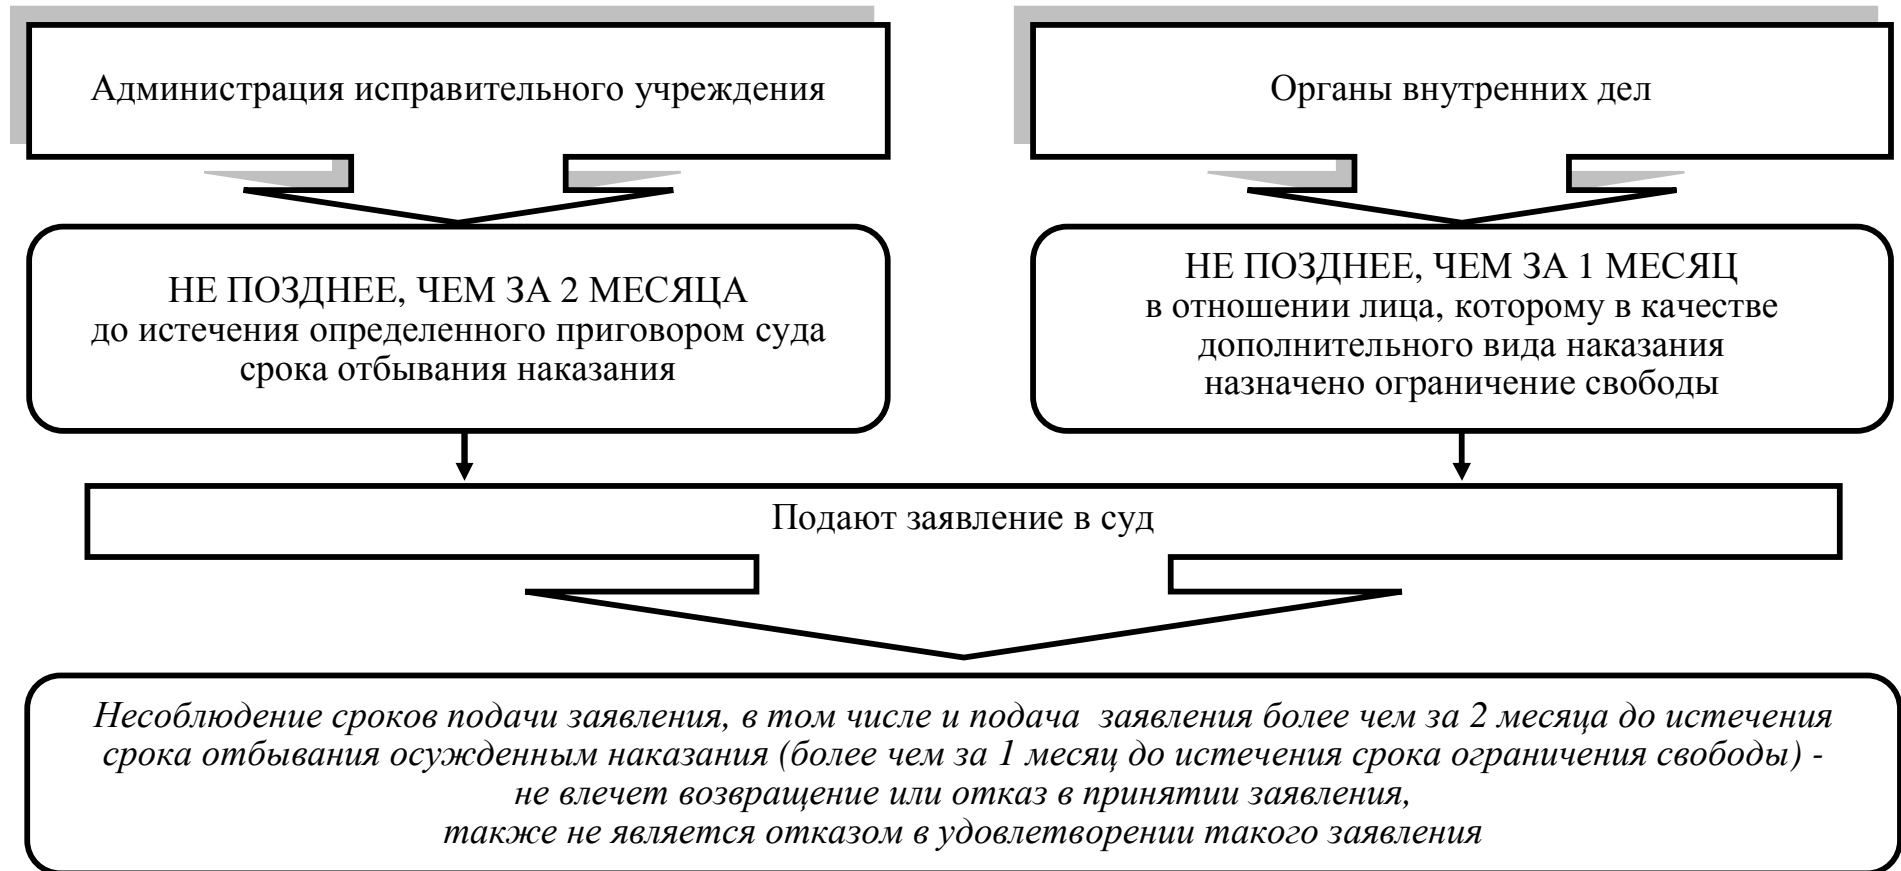 Администрация исправительного учреждения
Органы внутренних дел
НЕ ПОЗДНЕЕ, ЧЕМ ЗА 2 МЕСЯЦА
до истечения определенного приговором суда
срока отбывания наказания
НЕ ПОЗДНЕЕ, ЧЕМ ЗА 1 МЕСЯЦ
в отношении лица, которому в качестве
дополнительного вида наказания
назначено ограничение свободы
Подают заявление в суд
Несоблюдение сроков подачи заявления, в том числе и подача заявления более чем за 2 месяца до истечения
срока отбывания осужденным наказания (более чем за 1 месяц до истечения срока ограничения свободы) -
не влечет возвращение или отказ в принятии заявления,
также не является отказом в удовлетворении такого заявления